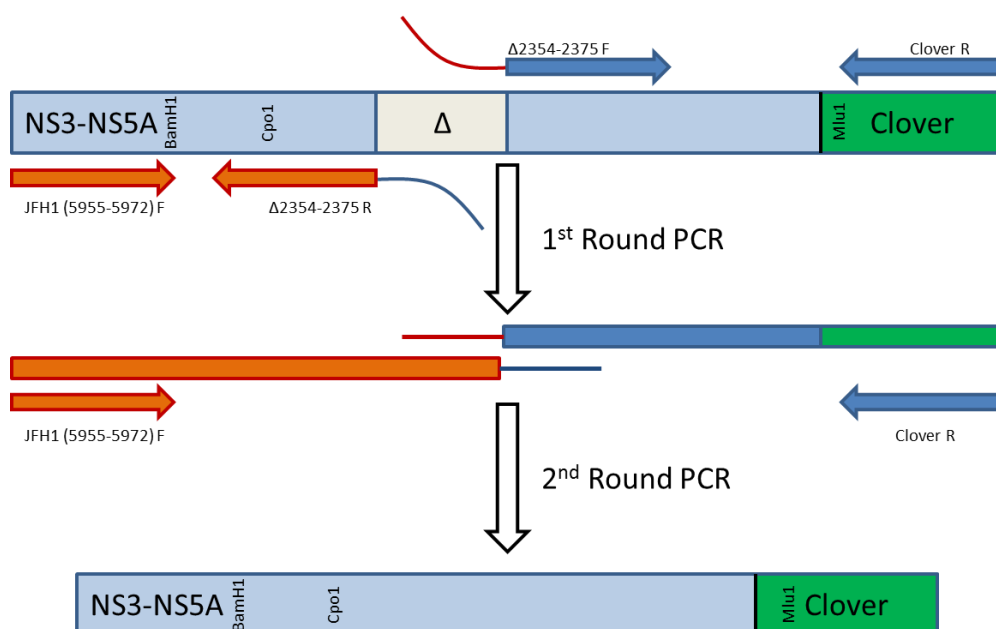 Δ2354-2375 F
Clover R
NS3-NS5A
BamH1
Cpo1
Δ
Mlu1
Clover
JFH1 (5955-5972) F
Δ2354-2375 R
1st Round PCR
JFH1 (5955-5972) F
Clover R
2nd Round PCR
NS3-NS5A
BamH1
Cpo1
Mlu1
Clover